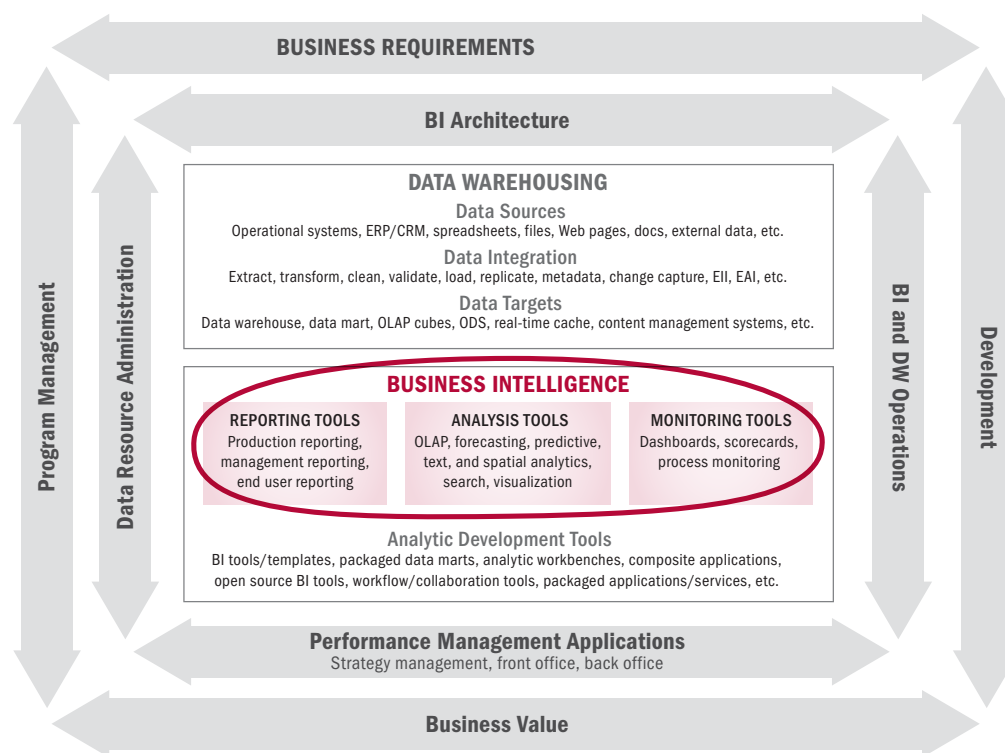 BUSINESS REQUIREMENTS
BI Architecture
Program Management
Data Resource Administration
DATA WAREHOUSING
Data Sources
Operational systems, ERP/CRM, spreadsheets, files, Web pages, docs, external data, etc.
Data Integration
Extract, transform, clean, validate, load, replicate, metadata, change capture, EII, EAI, etc.
Data Targets
Data warehouse, data mart, OLAP cubes, ODS, real-time cache, content management systems, etc.
BUSINESS INTELLIGENCE
REPORTING TOOLS
Production reporting,
management reporting,
end user reporting
ANALYSIS TOOLS
OLAP, forecasting, predictive,
text, and spatial analytics,
search, visualization
MONITORING TOOLS
Dashboards, scorecards,
process monitoring
Analytic Development Tools
BI tools/templates, packaged data marts, analytic workbenches, composite applications,
open source BI tools, workflow/collaboration tools, packaged applications/services, etc.
BI and DW Operations
Development
Performance Management Applications
Strategy management, front office, back office
Business Value